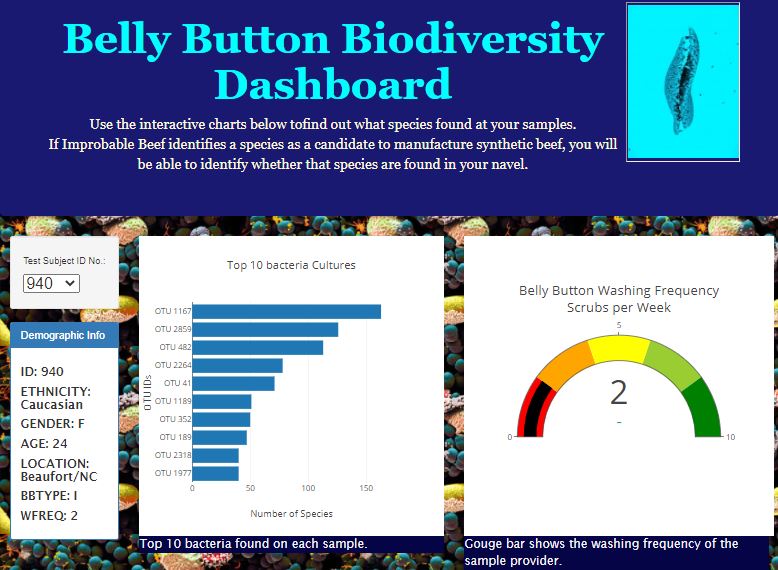 Belly Button Biodiversity
Dashboard
Use the interactive charts below tofind out what species found at your samples.
If Improbable Beef identifies a species as a candidate to manufacture synthetic beef, you will
be able to identify whether that species are found in your navel.
Test Subject ID No.:
940
Demographic Info
ID: 940
ETHNICITY:
Caucasian
GENDER: F
AGE: 24
LOCATION:
Beaufort/NC
BBTYPE: I
WFREQ: 2
Top 10 bacteria Cultures
OTU IDs
OTU 1167
OTU 2859
OTU 482
OTU 2264
OTU 41
OTU 1189
OTU 352
OTU 189
OTU 2318
OTU 1977
0 50 100 150
Number of Species
Top 10 bacteria found on each sample.
Belly Button Washing Frequency
Scrubs per Week
5
2
-
0 10
Gouge bar shows the washing frequency of the
sample provider.